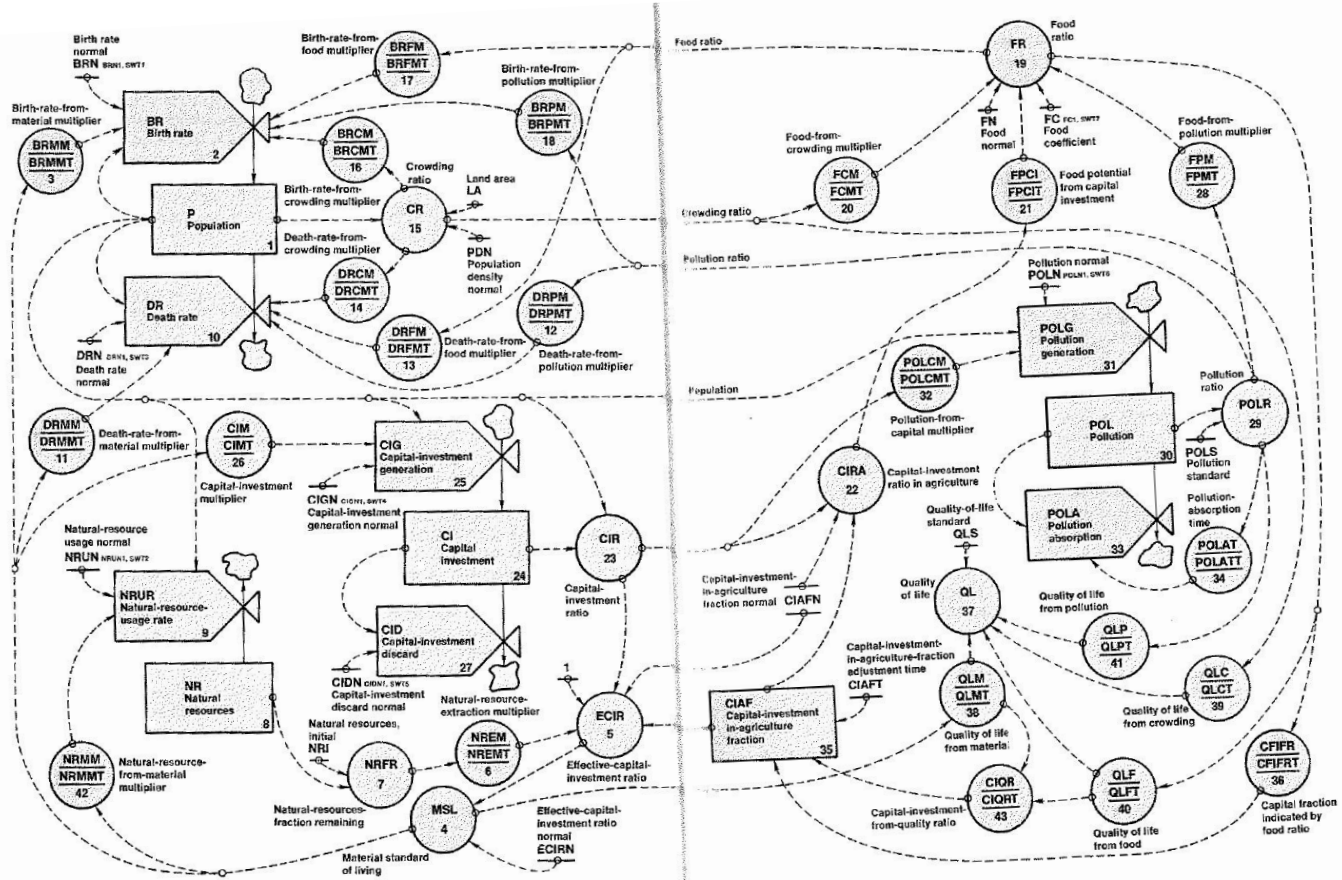 Birth rate
normal
BRN BRN1, SWT1
Birth-rate-from-
material multiplier
BRMM
BRMMT
3
BR
Birth rate
2
Birth-rate-from-
food multiplier
BRFM
BRFMT
17
Birth-rate-from-
pollution multiplier
BRPM
BRPMT
18
BRCM
BRCMT
16
Birth-rate-from-
crowding multiplier
Crowding
ratio
CR
15
Land area
LA
PDN
Population
density
normal
P
Population
1
Death-rate-from-
crowding multiplier
DRCM
DRCMT
14
DR
Death rate
10
DRN DRN1, SWT3
Death rate
normal
DRFM
DRFMT
13
Death-rate-from-
food multiplier
DRPM
DRPMT
12
Death-rate-from-
pollution multiplier
DRMM
DRMMT
11
Death-rate-from-
material multiplier
CIM
CIMT
26
Capital-investment
multiplier
CIG
Capital-investment
generation
25
CIGN CIGN1, SWT4
Capital-investment
generation normal
CI
Capital
investment
24
CIR
23
Capital-
investment
ratio
CID
Capital-investment
discard
27
CIDN CIDN1, SWT5
Capital-investment
discard normal
Natural-resource
usage normal
NRUN NRUN1, SWT2
NRUR
Natural-resource-
usage rate
9
NR
Natural
resources
8
Natural resources,
initial
NRI
NRFR
7
Natural-resources-
fraction remaining
Natural-resource-
extraction multiplier
NREM
NREMT
6
1
ECIR
5
Effective-capital-
investment ratio
NRMM
NRMMT
42
Natural-resource-
from-material
multiplier
MSL
4
Material standard
of living
Effective-capital-
investment ratio
normal
ECIRN
Food ratio
Crowding ratio
Pollution ratio
Population
FR
19
Food
ratio
FN
Food
normal
FC FC1, SWT7
Food
coefficient
Food-from-
crowding multiplier
FCM
FCMT
20
FPCI
FPCIT
21
Food potential
from capital
investment
Food-from-
pollution multiplier
FPM
FPMT
28
Pollution normal
POLN POLN1, SWT6
POLG
Pollution
generation
31
POLCM
POLCMT
32
Pollution-from-
capital multiplier
POL
Pollution
30
Pollution
ratio
POLR
29
POLS
Pollution
standard
POLA
Pollution
absorption
33
Pollution-
absorption
time
POLAT
POLATT
34
CIRA
22
Capital-investment
ratio in agriculture
Capital-investment-
in-agriculture
fraction normal
CIAFN
Quality-of-life
standard
QLS
Quality
of life
QL
37
Quality of life
from pollution
QLP
QLPT
41
QLC
QLCT
39
Quality of life
from crowding
Capital-investment-
in-agriculture-fraction
adjustment time
CIAFT
CIAF
Capital-investment-
in-agriculture
fraction
35
QLM
QLMT
38
Quality of life
from material
CIQR
CIQRT
43
Capital-investment-
from-quality ratio
QLF
QLFT
40
Quality of life
from food
CFIFR
CFIFRT
36
Capital fraction
indicated by
food ratio